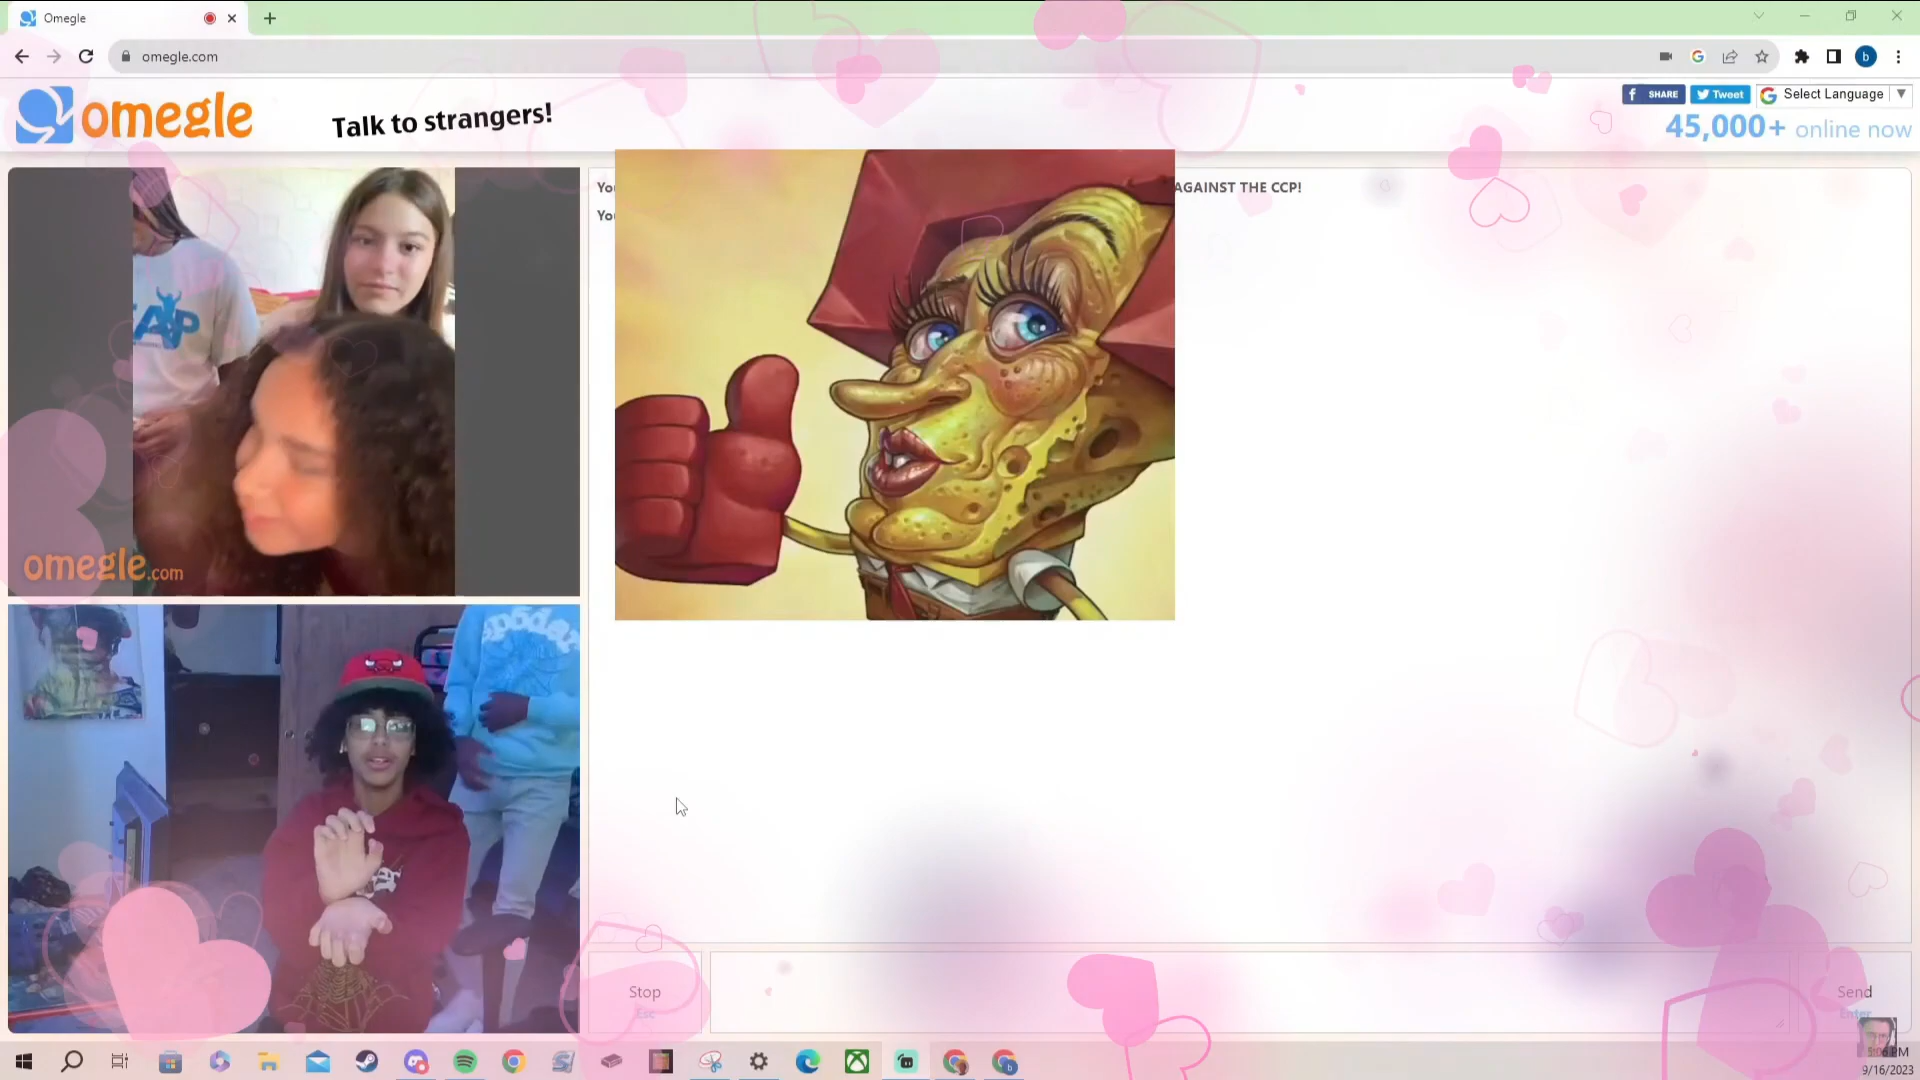 Omegle
omegle.com
omegle
Talk to strangers!
SHARE
Tweet
Select Language
45,000+ online now
AGAINST THE CCP!
omegle.com
Stop
Esc
Send
Enter
9/16/2023